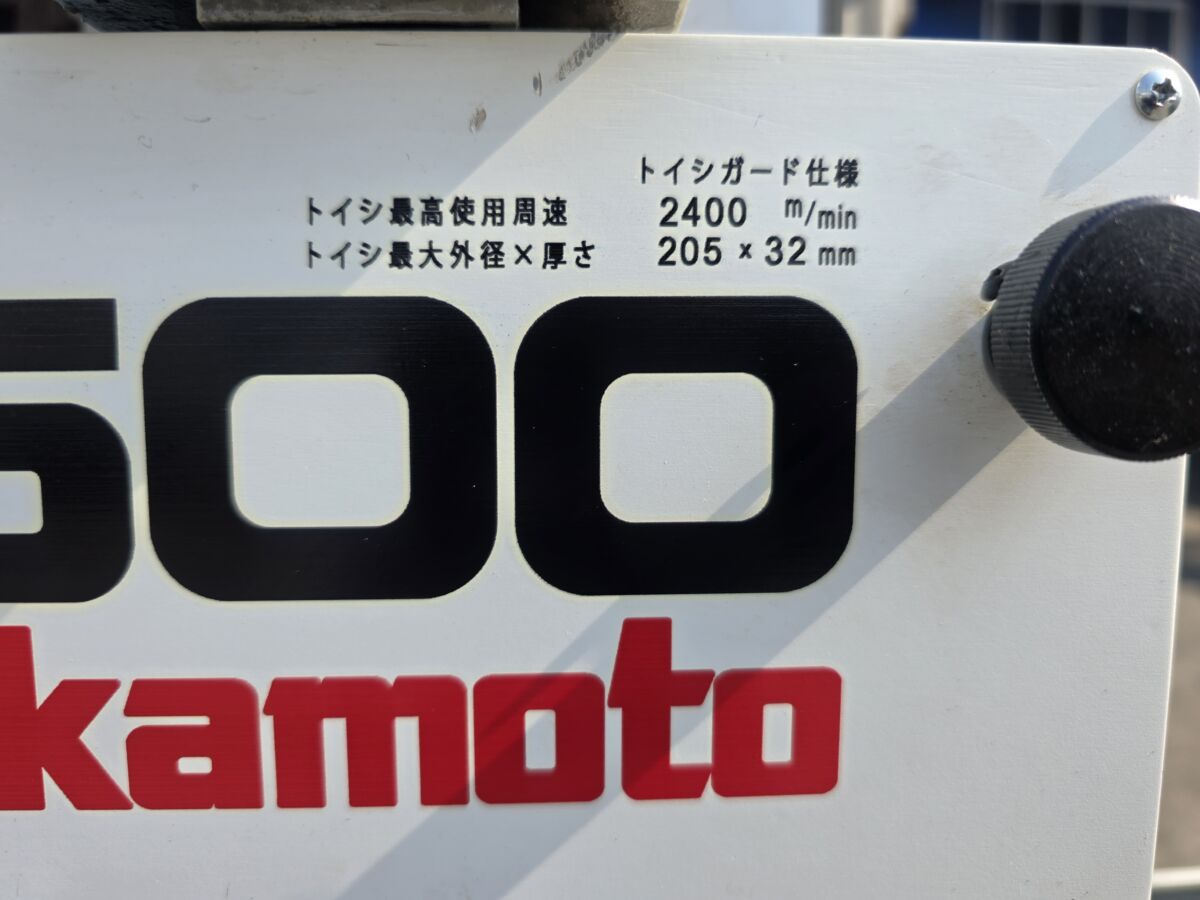 トイシガード仕様
トイシ最高使用周速 2400 m/min
トイシ最大外径×厚さ 205 × 32 mm
500
kamoto